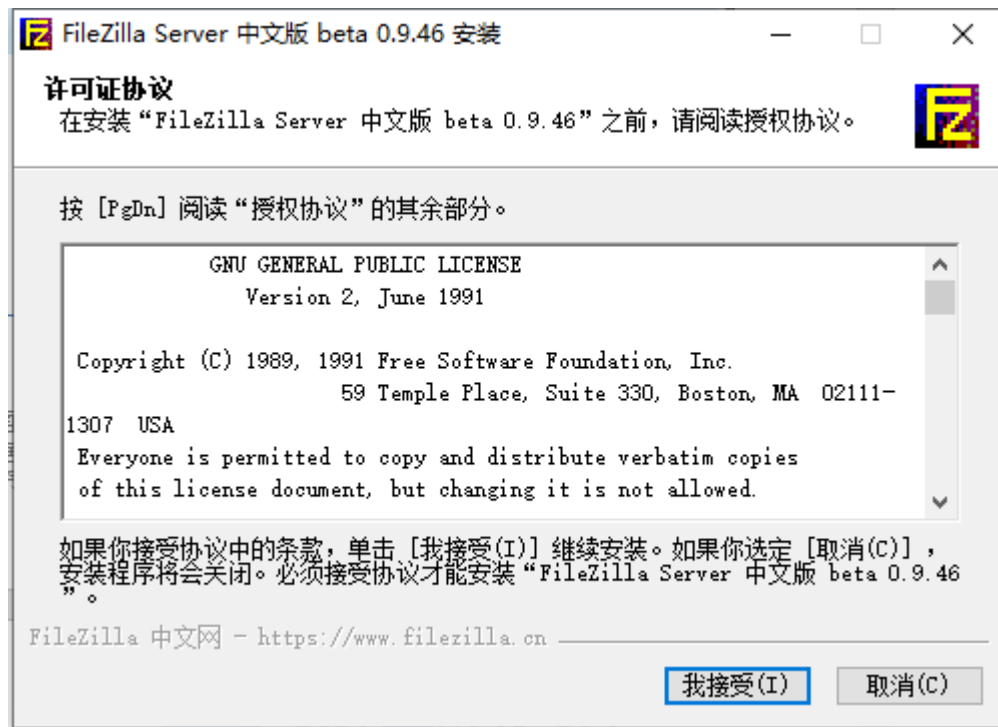 FileZilla Server 中文版 beta 0.9.46 安装
许可证协议
在安装“FileZilla Server 中文版 beta 0.9.46”之前，请阅读授权协议。
按 [PgDn] 阅读“授权协议”的其余部分。
GNU GENERAL PUBLIC LICENSE
Version 2, June 1991
Copyright (C) 1989, 1991 Free Software Foundation, Inc.
59 Temple Place, Suite 330, Boston, MA 02111-
1307 USA
Everyone is permitted to copy and distribute verbatim copies
of this license document, but changing it is not allowed.
如果你接受协议中的条款，单击 [我接受(I)] 继续安装。如果你选定 [取消(C)] ，
安装程序将会关闭。必须接受协议才能安装“FileZilla Server 中文版 beta 0.9.46
”。
FileZilla 中文网 - https://www.filezilla.cn
我接受(I)
取消(C)